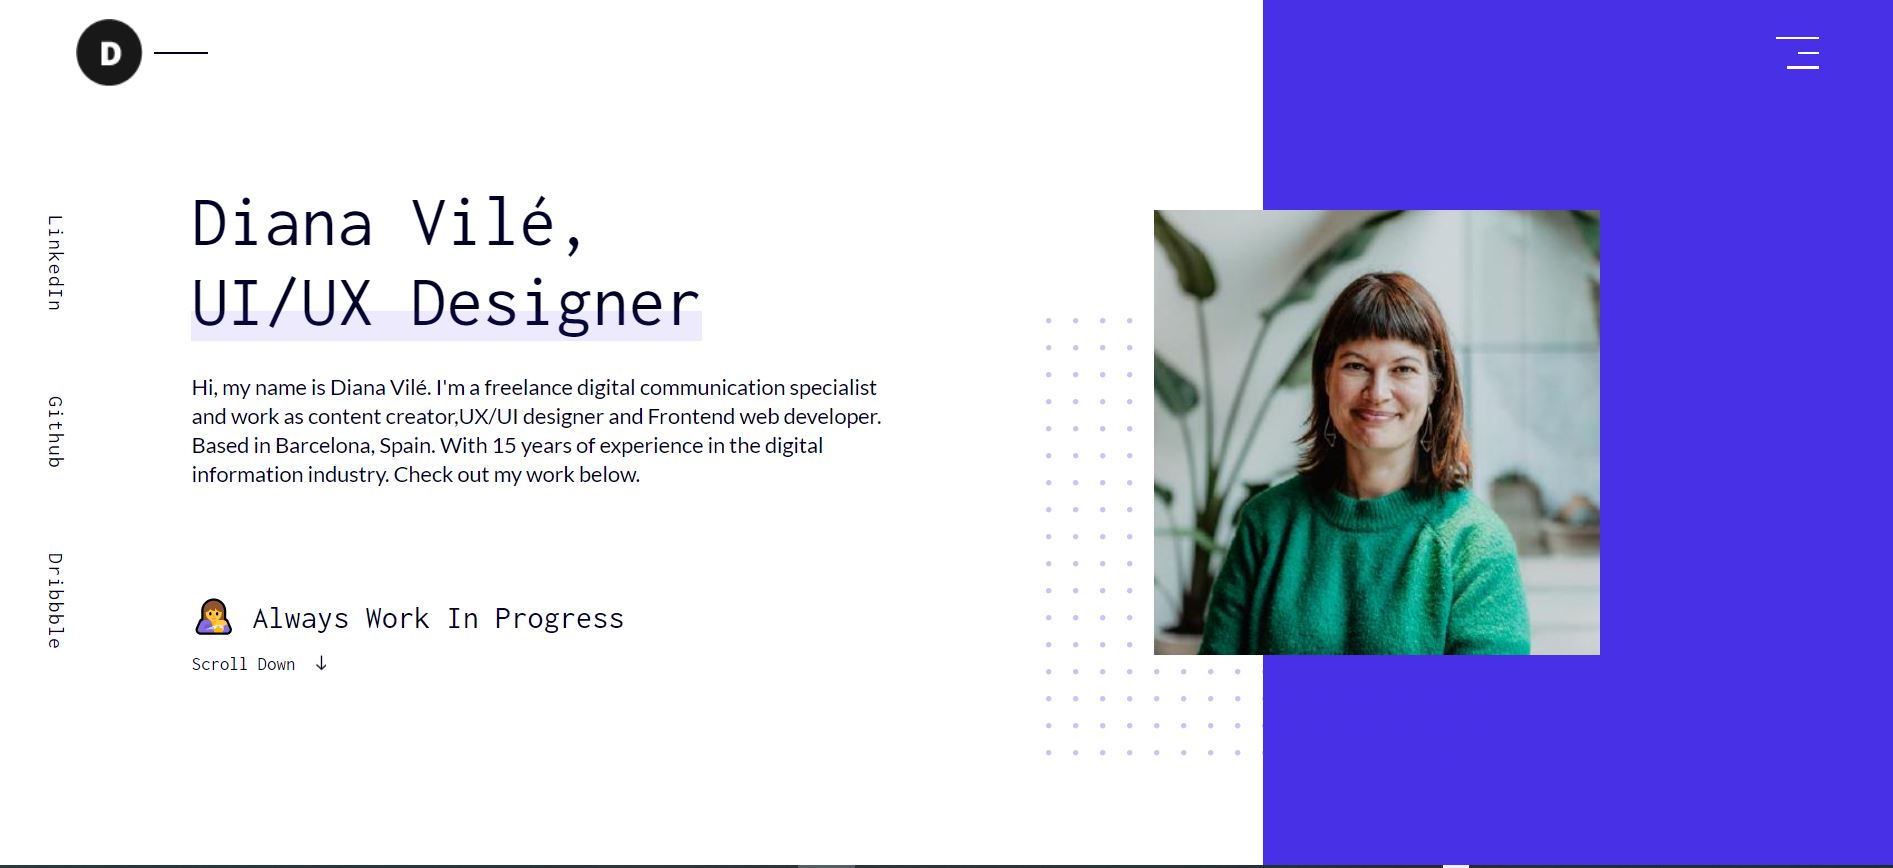 D
LinkedIn
Github
Dribbble
Diana Vilé,
UI/UX Designer
Hi, my name is Diana Vilé. I'm a freelance digital communication specialist
and work as content creator,UX/UI designer and Frontend web developer.
Based in Barcelona, Spain. With 15 years of experience in the digital
information industry. Check out my work below.
Always Work In Progress
Scroll Down ↓